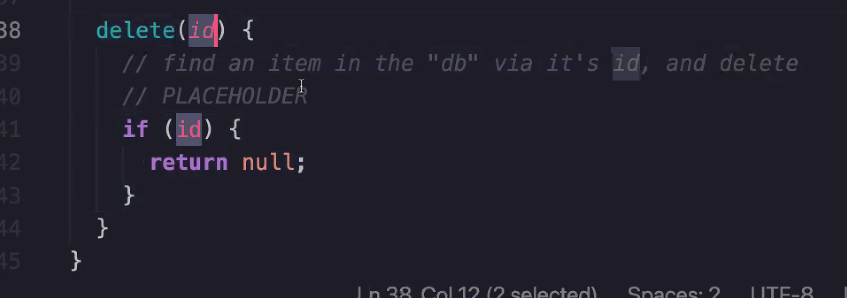 38 delete(id) {
39 // find an item in the "db" via it's id, and delete
40 // PLACEHOLDER
41 if (id) {
42 return null;
43 }
44 }
45 }
Ln 38, Col 12 (2 selected) Spaces: 2 UTF-8